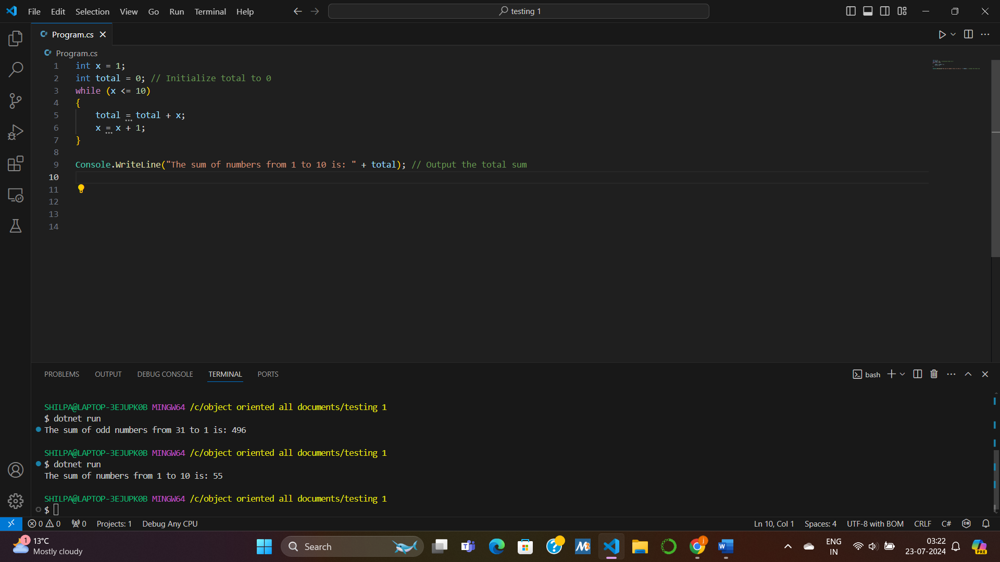 File Edit Selection View Go Run Terminal Help
testing 1
Program.cs
Program.cs
1 int x = 1;
2 int total = 0; // Initialize total to 0
3 while (x <= 10)
4 {
5 total = total + x;
6 x = x + 1;
7 }
8
9 Console.WriteLine("The sum of numbers from 1 to 10 is: " + total); // Output the total sum
10
11
12
13
14
PROBLEMS OUTPUT DEBUG CONSOLE TERMINAL PORTS
bash
SHILPA@LAPTOP-3EJUPK0B MINGW64 /c/object oriented all documents/testing 1
$ dotnet run
The sum of odd numbers from 31 to 1 is: 496
SHILPA@LAPTOP-3EJUPK0B MINGW64 /c/object oriented all documents/testing 1
$ dotnet run
The sum of numbers from 1 to 10 is: 55
SHILPA@LAPTOP-3EJUPK0B MINGW64 /c/object oriented all documents/testing 1
$
0 0 0 Projects: 1 Debug Any CPU
Ln 10, Col 1 Spaces: 4 UTF-8 with BOM CRLF C#
1
13°C
Mostly cloudy
Search
j
ENG
IN
03:22
23-07-2024
PRE